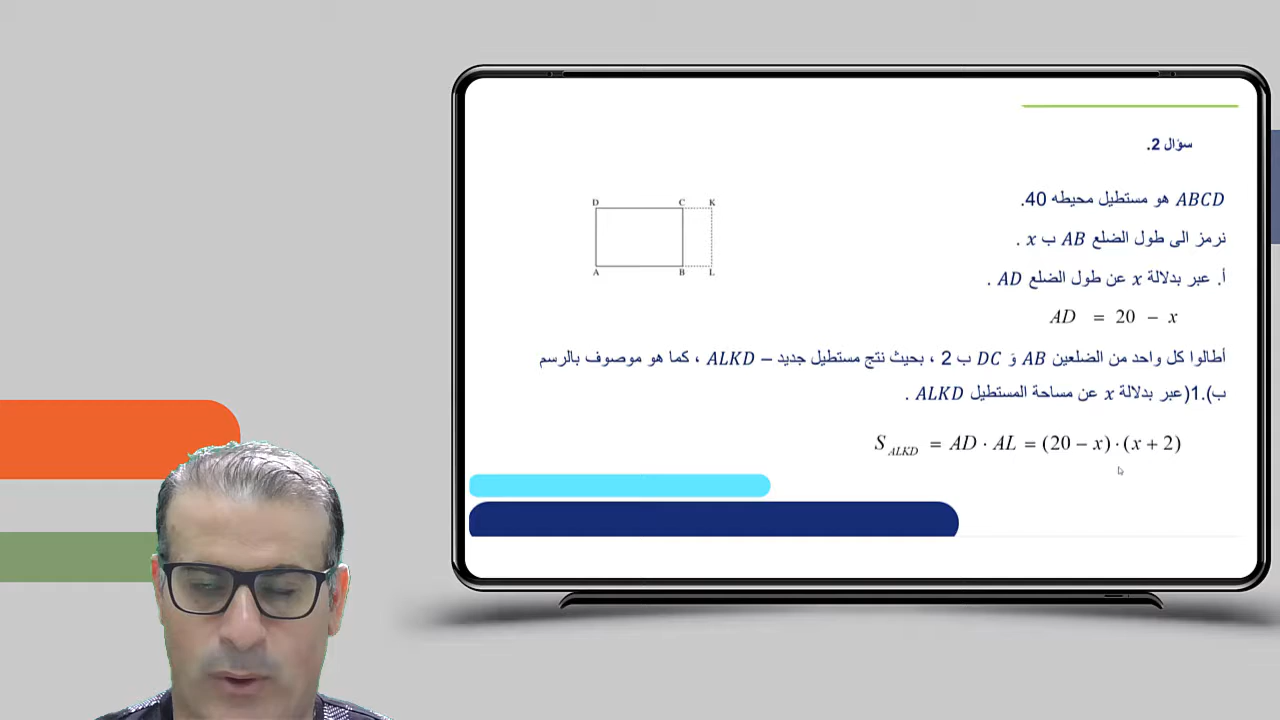 سؤال 2.
ABCD هو مستطيل محيطه 40.
نرمز الى طول الضلع AB ب x .
أ. عبر بدلالة x عن طول الضلع AD .
AD = 20 − x
أطالوا كل واحد من الضلعين AB وَ DC ب 2 ، بحيث نتج مستطيل جديد – ALKD ، كما هو موصوف بالرسم
ب).1(عبر بدلالة x عن مساحة المستطيل ALKD .
S ALKD = AD · AL = (20 − x) · (x + 2)
D C K
A B L